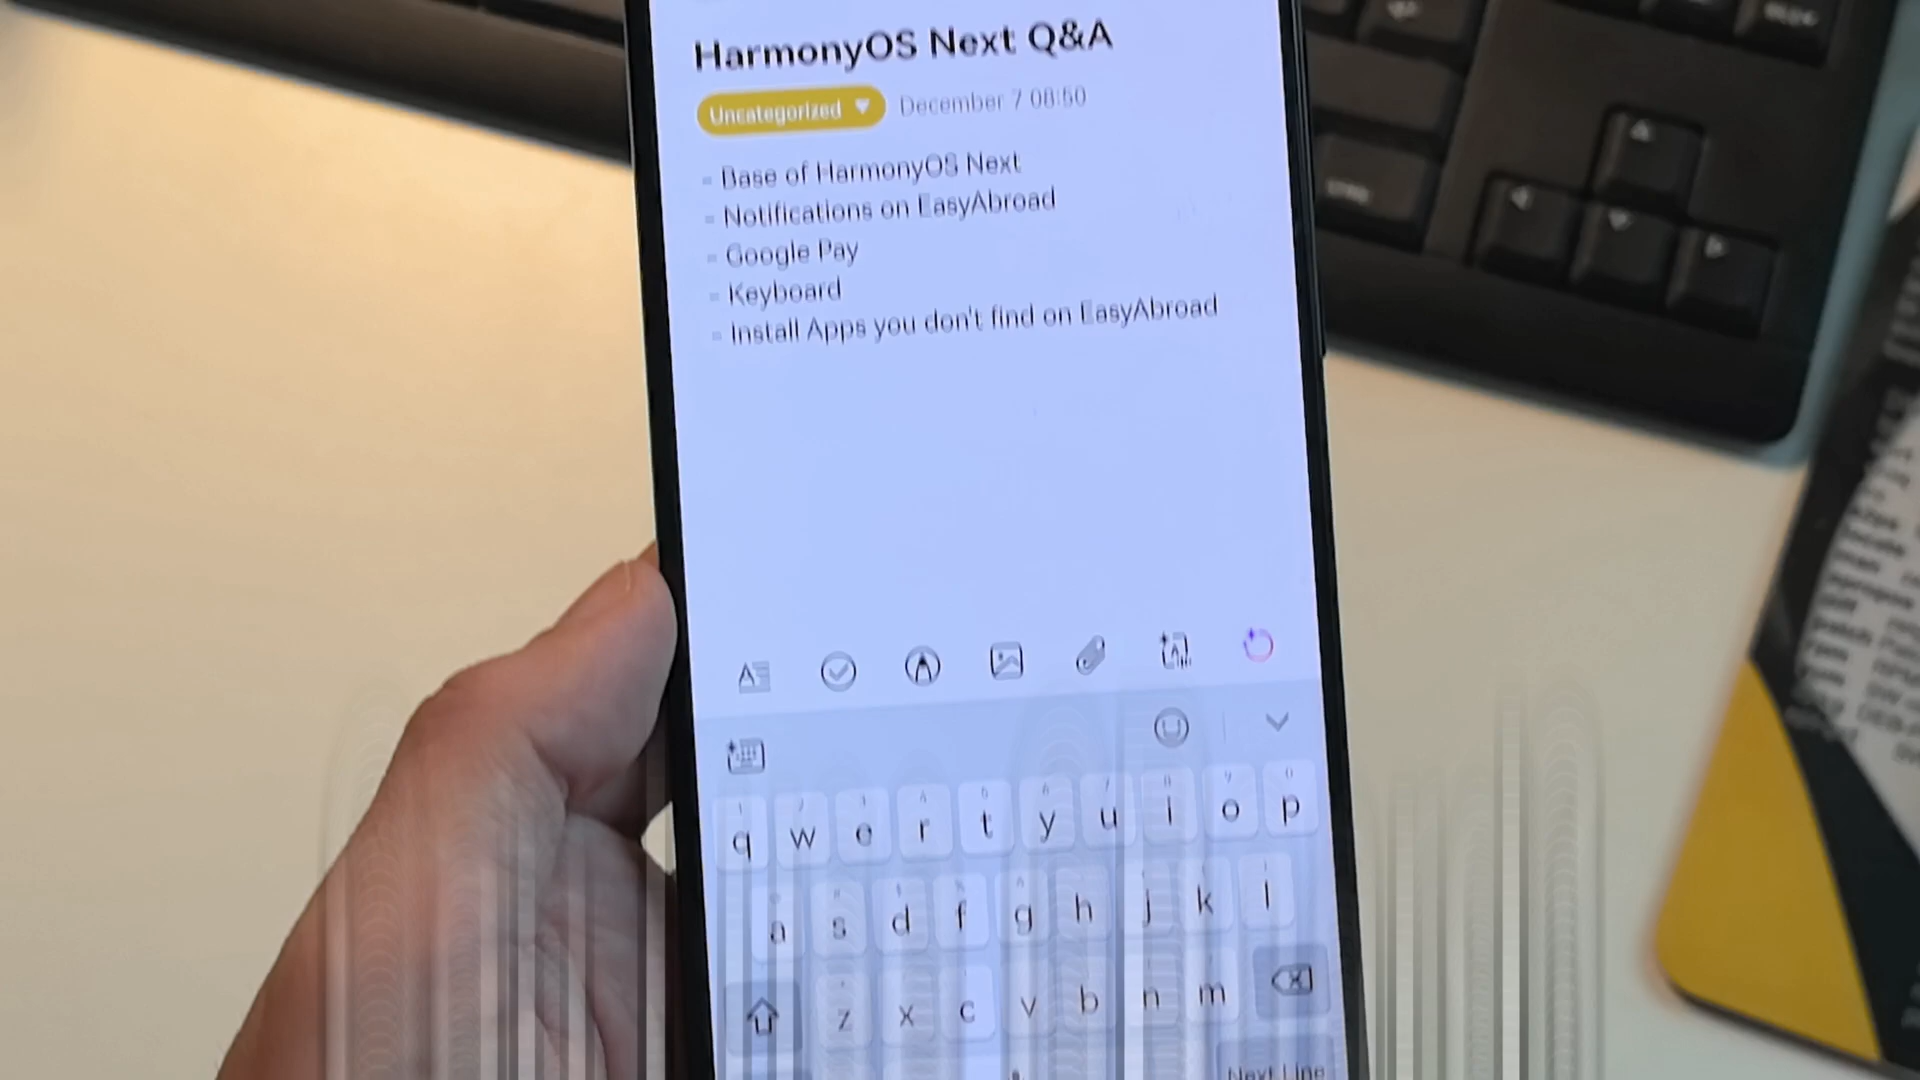 HarmonyOS Next Q&A
Uncategorized December 7 08:50
- Base of HarmonyOS Next
- Notifications on EasyAbroad
- Google Pay
- Keyboard
- Install Apps you don't find on EasyAbroad
q w e r t y u i o p
a s d f g h j k l
z x c v b n m
Next Line